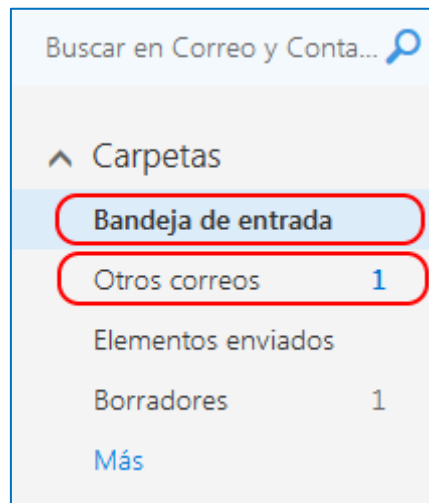 Buscar en Correo y Conta...
Carpetas
Bandeja de entrada
Otros correos 1
Elementos enviados
Borradores 1
Más